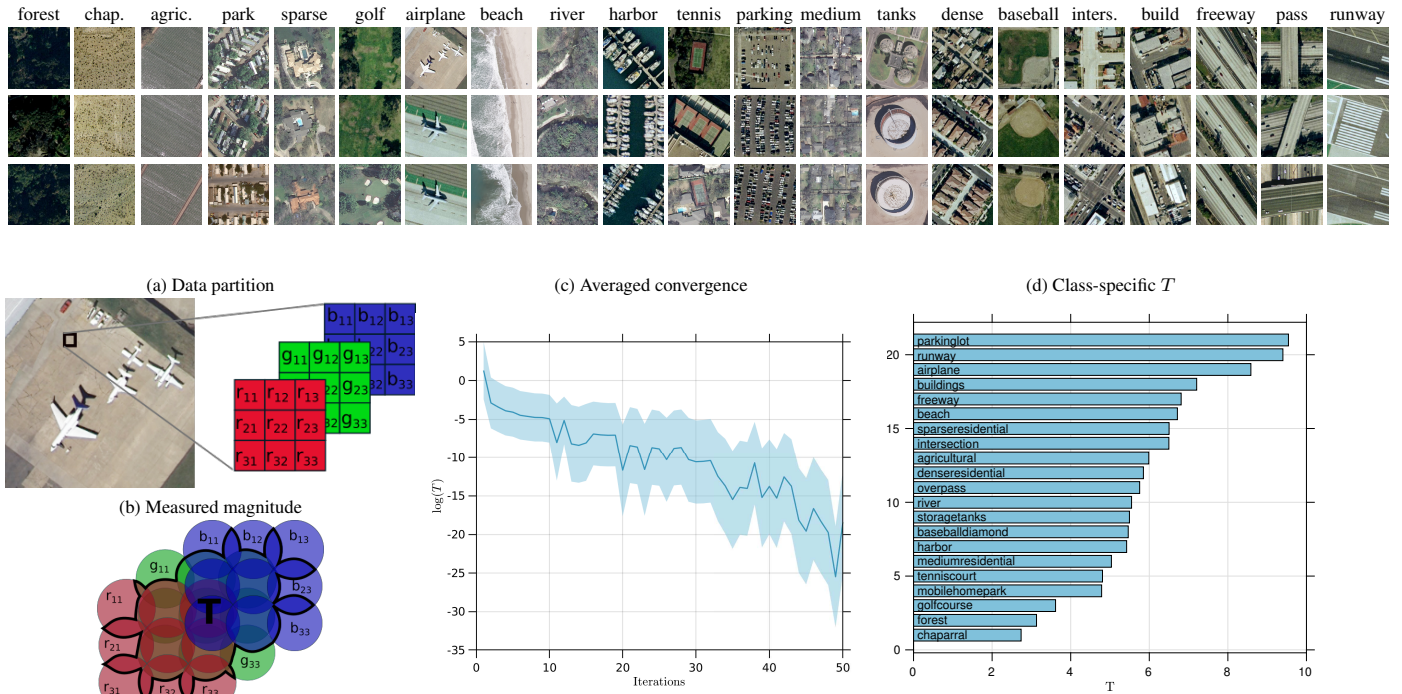 forest chap. agric. park sparse golf airplane beach river harbor tennis parking medium tanks dense baseball inters. build freeway pass runway
(a) Data partition
b11 b12 b13
22 b23
b33
g11 g12 g13
22 g23
32 g33
r11 r12 r13
r21 r22 r23
r31 r32 r33
(b) Measured magnitude
b11 b12 b13
g11
b23
r11
T
b33
r21
g33
r31 r32 r33
(c) Averaged convergence
log(T)
5
0
-5
-10
-15
-20
-25
-30
-35
0 10 20 30 40 50
Iterations
(d) Class-specific T
20
15
10
5
0
parkinglot
runway
airplane
buildings
freeway
beach
sparseresidential
intersection
agricultural
denseresidential
overpass
river
storagetanks
baseballdiamond
harbor
mediumresidential
tenniscourt
mobilehomepark
golfcourse
forest
chaparral
0 2 4 6 8 10
T